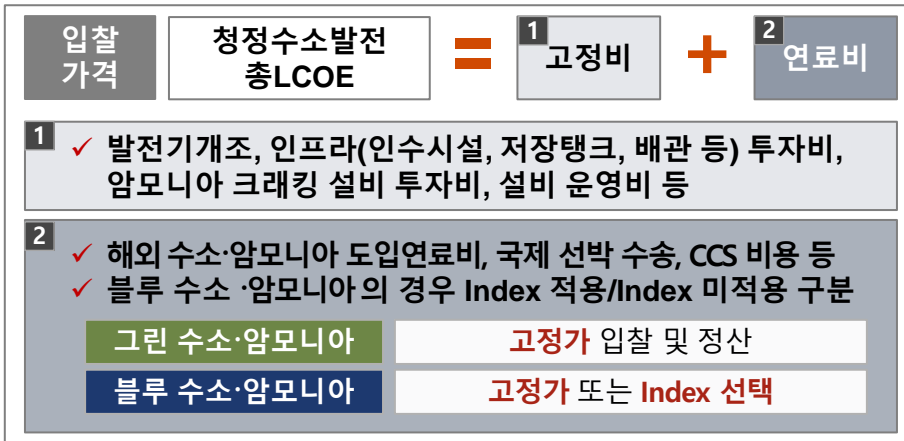 입찰
가격
청정수소발전
총LCOE
=
1
고정비
+
2
연료비
1
✓ 발전기개조, 인프라(인수시설, 저장탱크, 배관 등) 투자비,
암모니아 크래킹 설비 투자비, 설비 운영비 등
2
✓ 해외 수소·암모니아 도입연료비, 국제 선박 수송, CCS 비용 등
✓ 블루 수소 ·암모니아의 경우 Index 적용/Index 미적용 구분
그린 수소·암모니아
고정가 입찰 및 정산
블루 수소·암모니아
고정가 또는 Index 선택